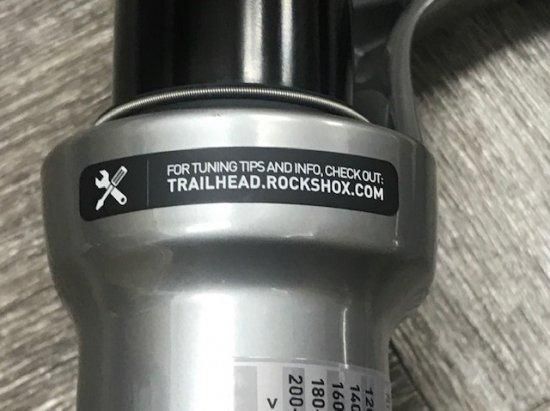 FOR TUNING TIPS AND INFO, CHECK OUT:
TRAILHEAD.ROCKSHOX.COM